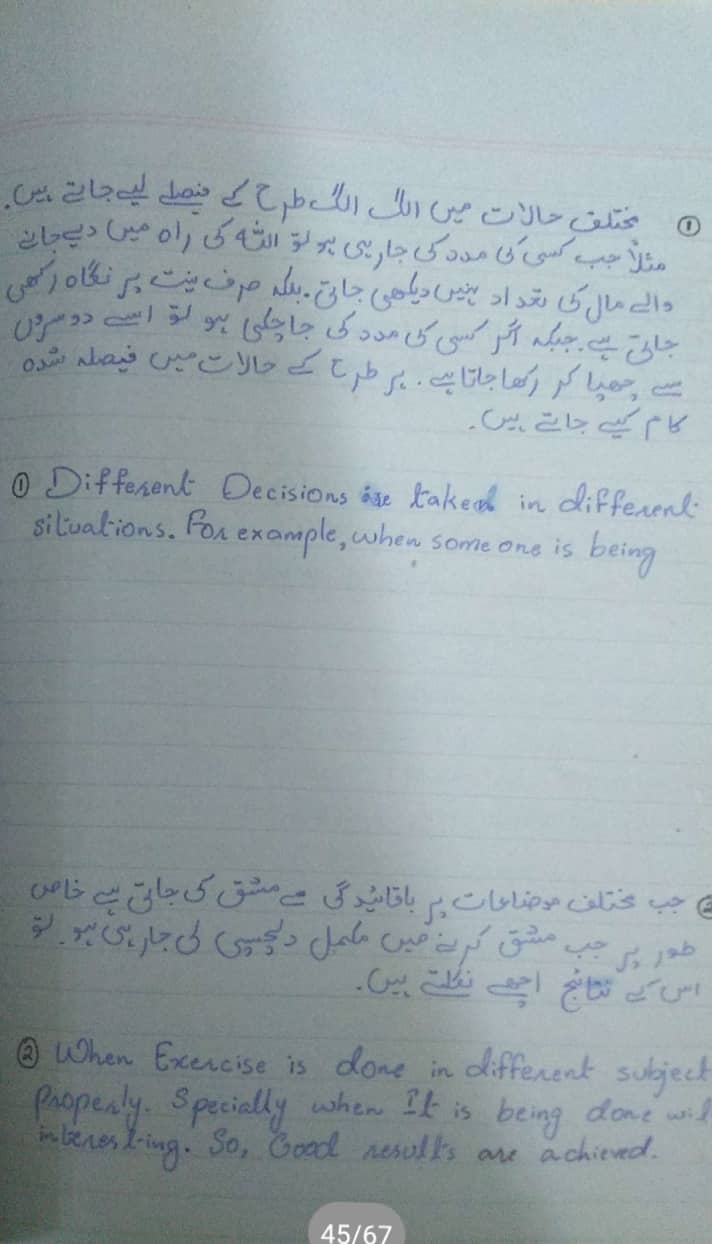 ① مختلف حالات میں الگ الگ طرح کے فیصلے لیے جاتے ہیں.
مثلاً جب کسی کی مدد کی جا رہی ہو تو اللہ کی راہ میں دیے جانے
والے مال کی تعداد نہیں دیکھی جاتی. بلکہ صرف نیت پر نگاہ رکھی
جاتی ہے. جبکہ اگر کسی کی مدد کی جا چکی ہو تو اسے دوسروں
سے چھپا کر رکھا جاتا ہے. ہر طرح کے حالات میں فیصلہ شدہ
کام کیے جاتے ہیں.
① Different Decisions are taken in different
situations. For example, when some one is being
② جب مختلف موضاعات پر باقائیدگی سے مشق کی جاتی ہے خاص
طور پر جب مشق کرنے میں مکمل دلچسپی لی جا رہی ہو. تو
اس کے نتائج اچھے نکلتے ہیں.
② When Exercise is done in different subject
Properly. Specially when It is being done wil
interesting. So, Good results are achieved.
45/67